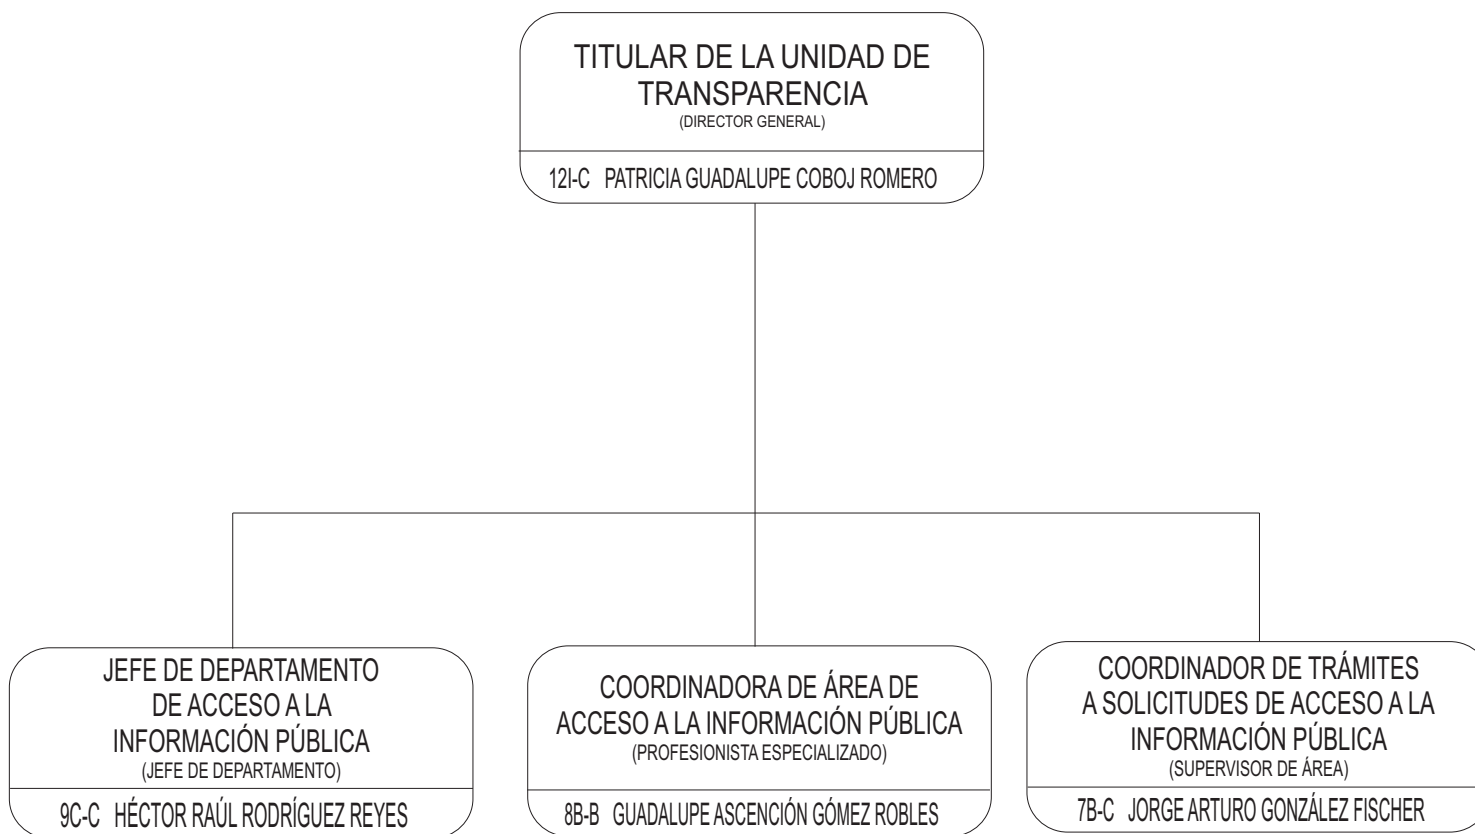 TITULAR DE LA UNIDAD DE
TRANSPARENCIA
(DIRECTOR GENERAL)
12I-C PATRICIA GUADALUPE COBOJ ROMERO
JEFE DE DEPARTAMENTO
DE ACCESO A LA
INFORMACIÓN PÚBLICA
(JEFE DE DEPARTAMENTO)
9C-C HÉCTOR RAÚL RODRÍGUEZ REYES
COORDINADORA DE ÁREA DE
ACCESO A LA INFORMACIÓN PÚBLICA
(PROFESIONISTA ESPECIALIZADO)
8B-B GUADALUPE ASCENCIÓN GÓMEZ ROBLES
COORDINADOR DE TRÁMITES
A SOLICITUDES DE ACCESO A LA
INFORMACIÓN PÚBLICA
(SUPERVISOR DE ÁREA)
7B-C JORGE ARTURO GONZÁLEZ FISCHER